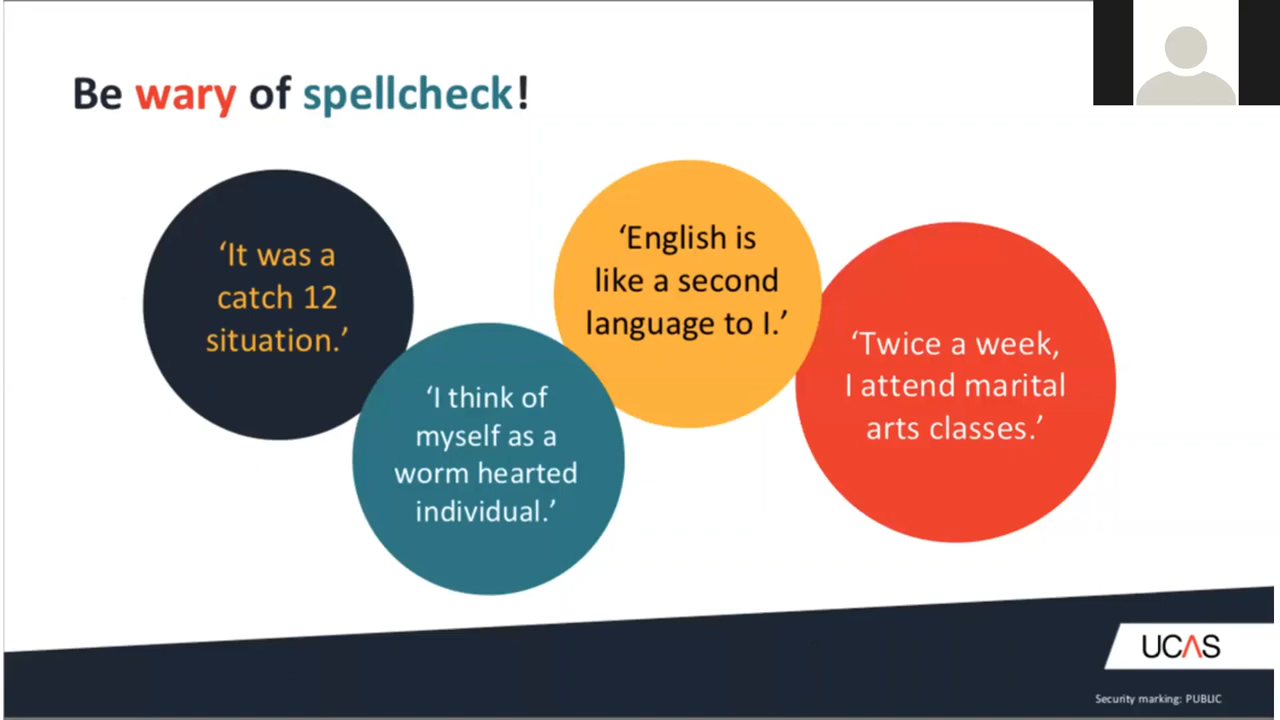 Be wary of spellcheck!
‘It was a
catch 12
situation.’
‘I think of
myself as a
worm hearted
individual.’
‘English is
like a second
language to I.’
‘Twice a week,
I attend marital
arts classes.’
UCAS
Security marking: PUBLIC